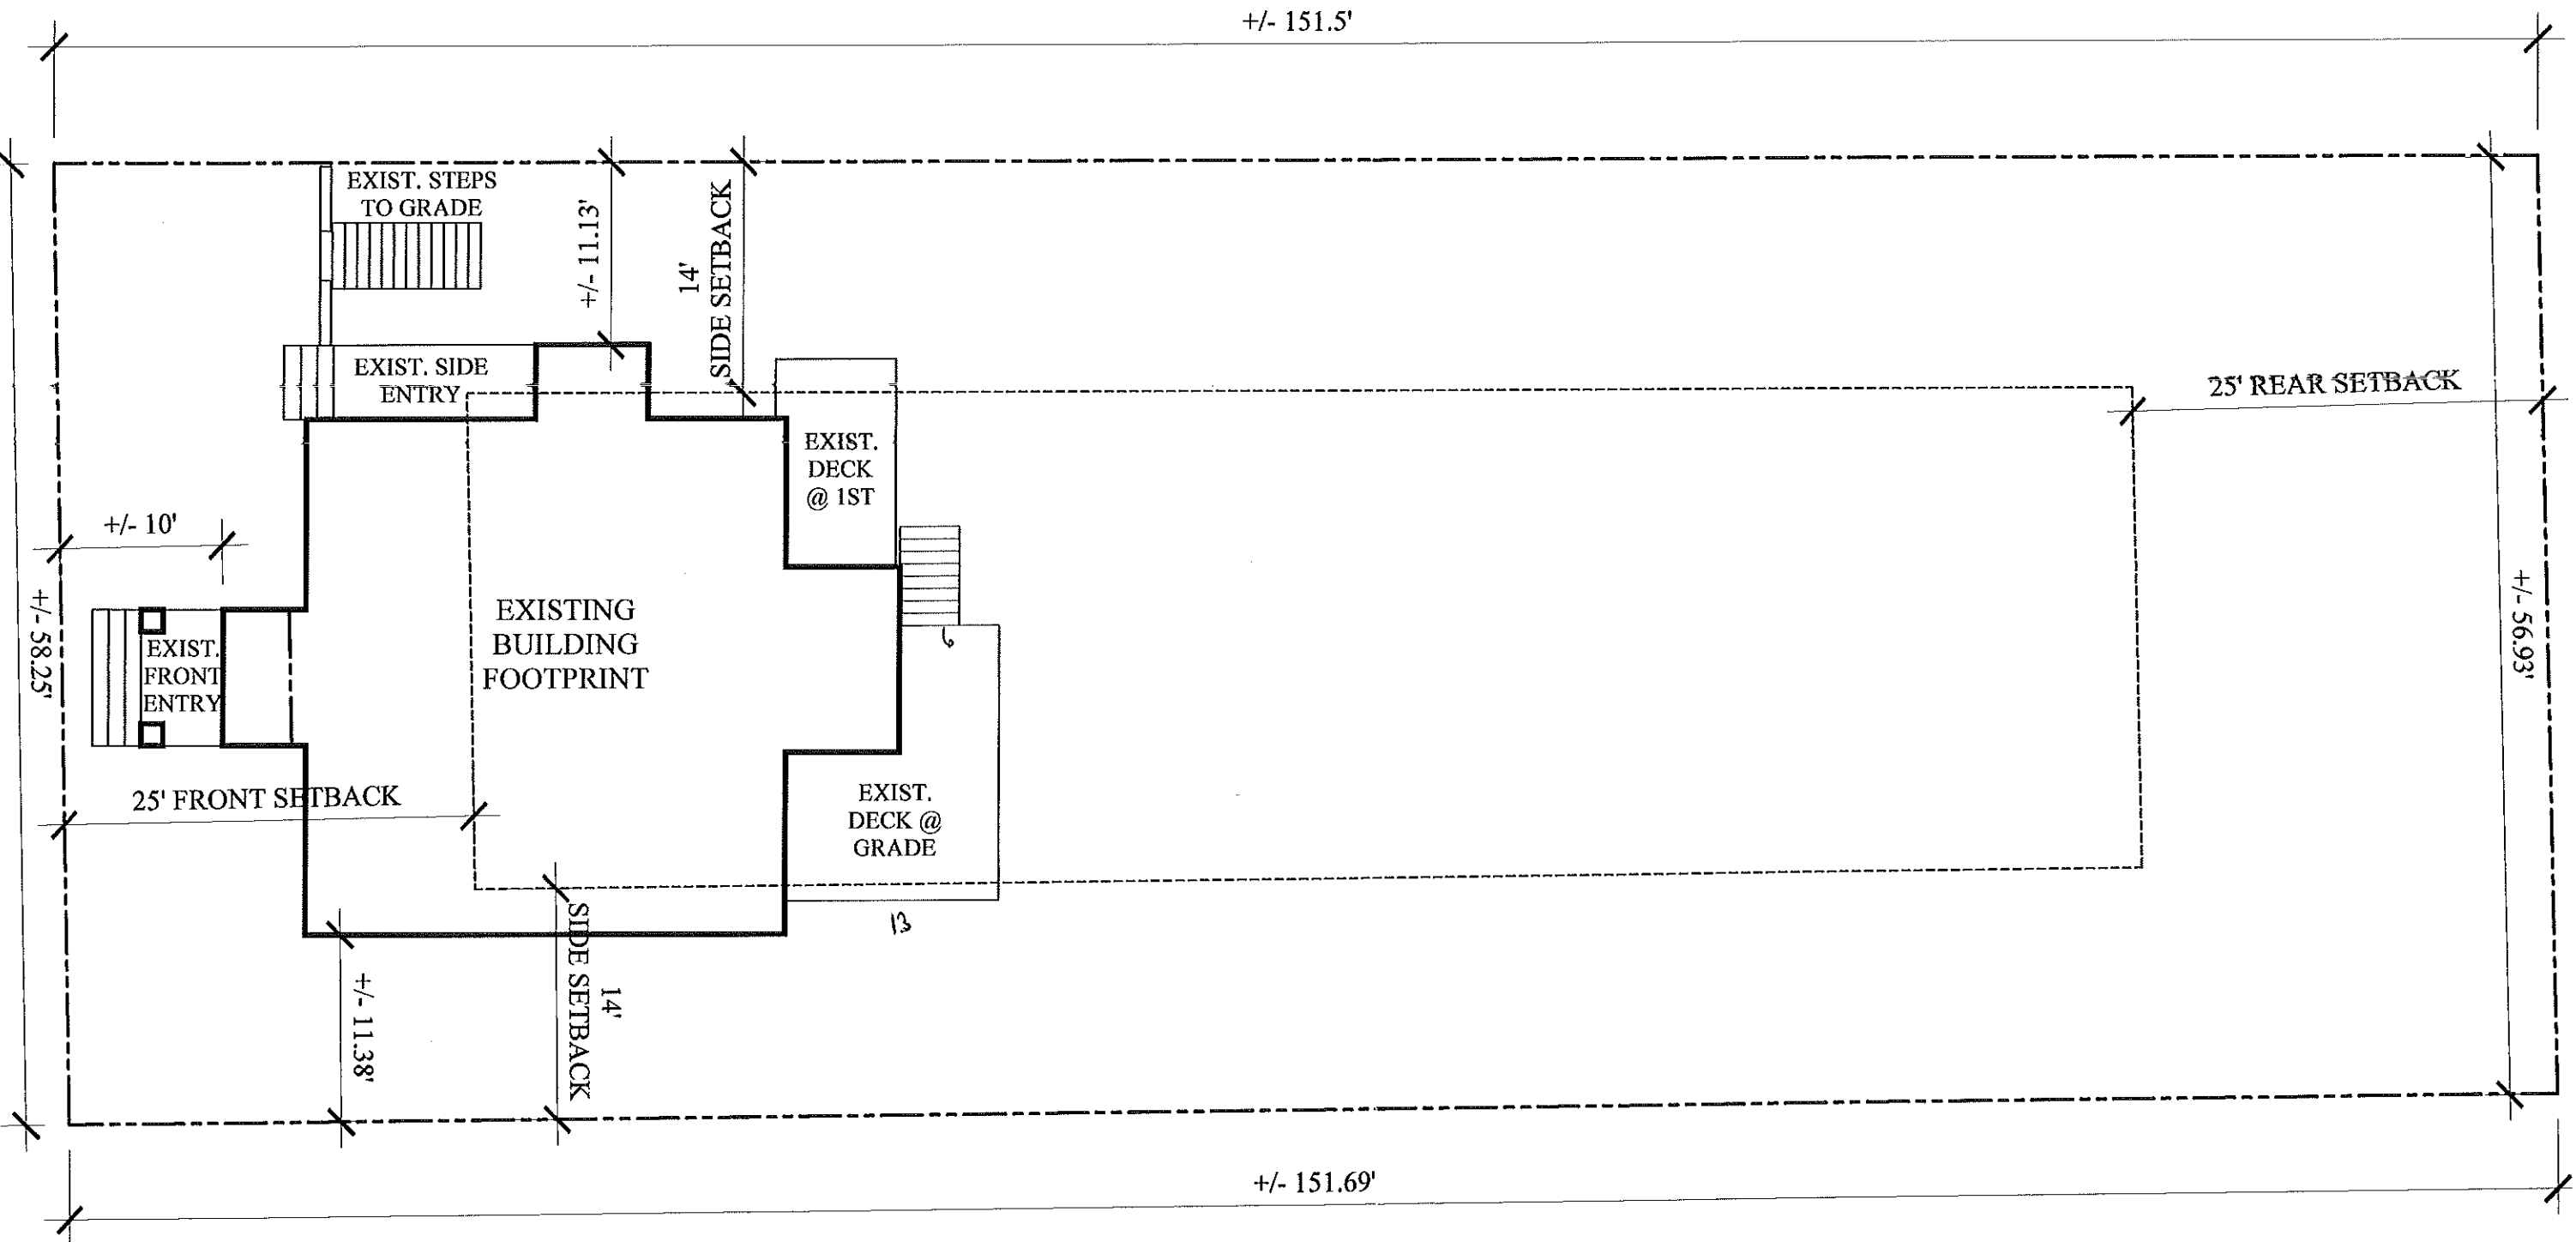 +/- 151.5'
EXIST. STEPS
TO GRADE
+/- 11.13'
14'
SIDE SETBACK
EXIST. SIDE
ENTRY
25' REAR SETBACK
EXIST.
DECK
@ 1ST
+/- 10'
+/- 58.25'
EXIST.
FRONT
ENTRY
EXISTING
BUILDING
FOOTPRINT
6
+/- 56.93'
25' FRONT SETBACK
EXIST.
DECK @
GRADE
13
14'
SIDE SETBACK
+/- 11.38'
+/- 151.69'